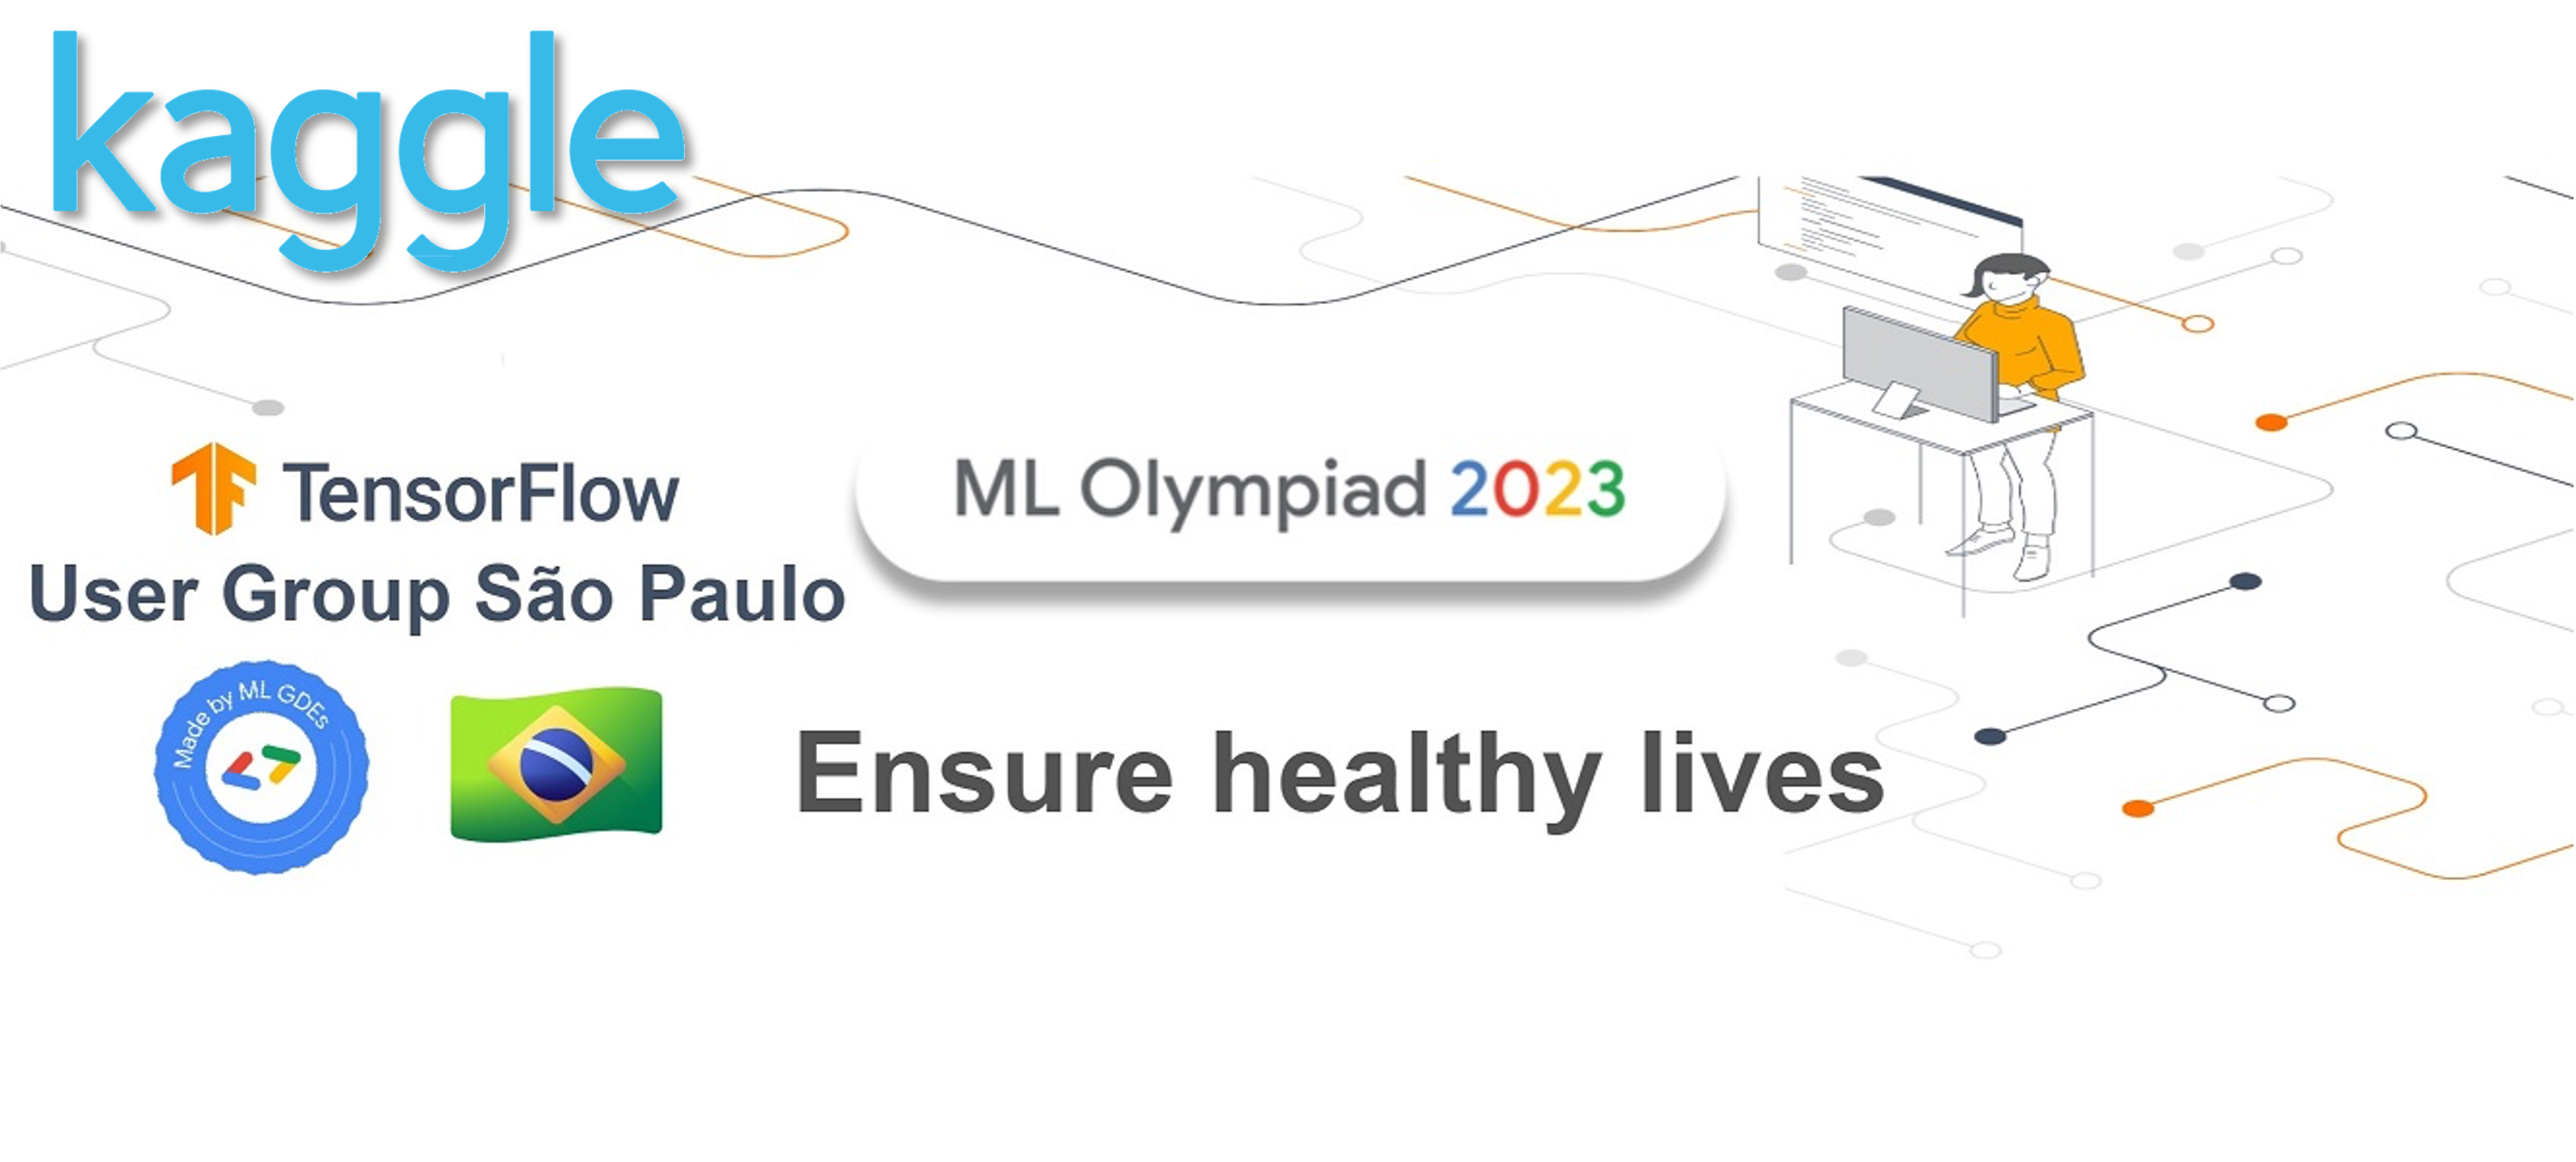 kaggle
TensorFlow
User Group São Paulo
ML Olympiad 2023
Made by ML GDEs
Ensure healthy lives